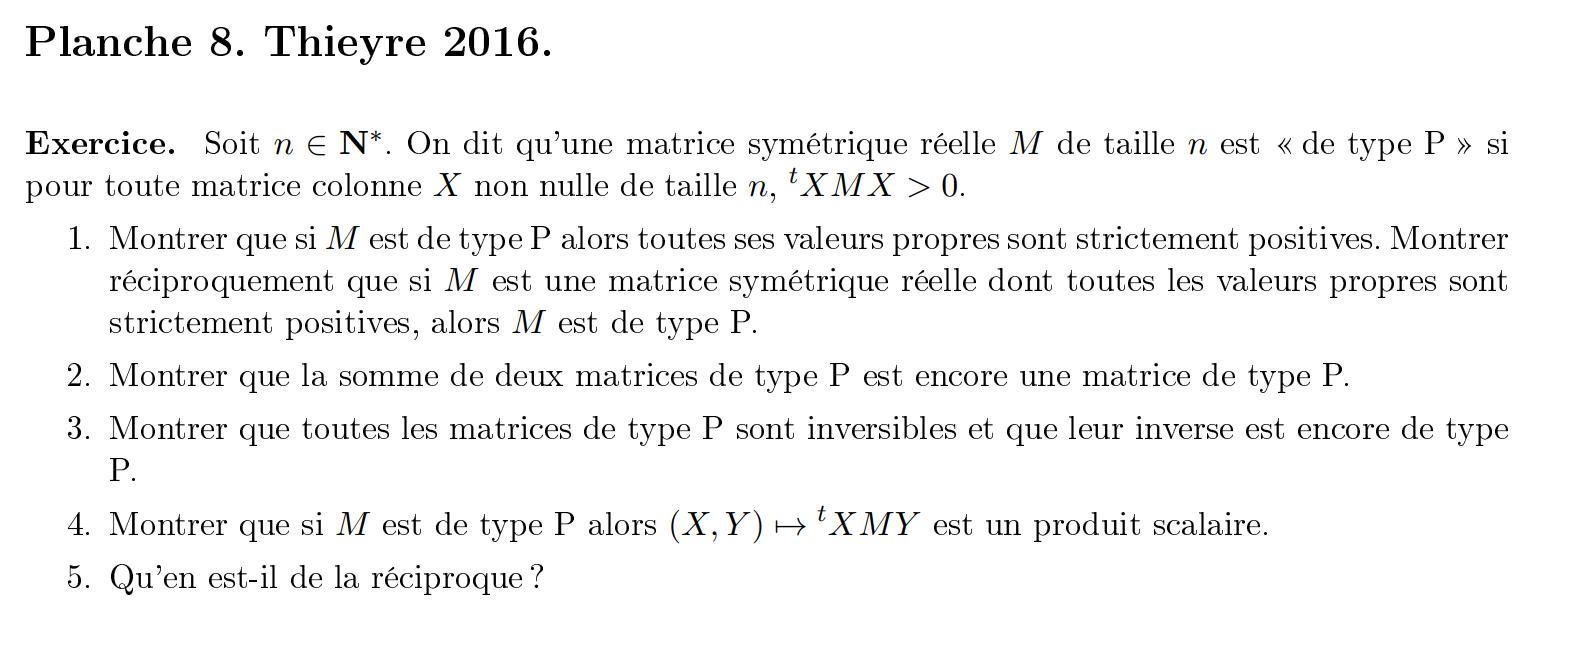 Planche 8. Thieyre 2016.
Exercice. Soit n ∈ N*. On dit qu'une matrice symétrique réelle M de taille n est « de type P » si
pour toute matrice colonne X non nulle de taille n, ᵗXMX > 0.
1. Montrer que si M est de type P alors toutes ses valeurs propres sont strictement positives. Montrer
réciproquement que si M est une matrice symétrique réelle dont toutes les valeurs propres sont
strictement positives, alors M est de type P.
2. Montrer que la somme de deux matrices de type P est encore une matrice de type P.
3. Montrer que toutes les matrices de type P sont inversibles et que leur inverse est encore de type
P.
4. Montrer que si M est de type P alors (X, Y) ↦ ᵗXMY est un produit scalaire.
5. Qu'en est-il de la réciproque ?